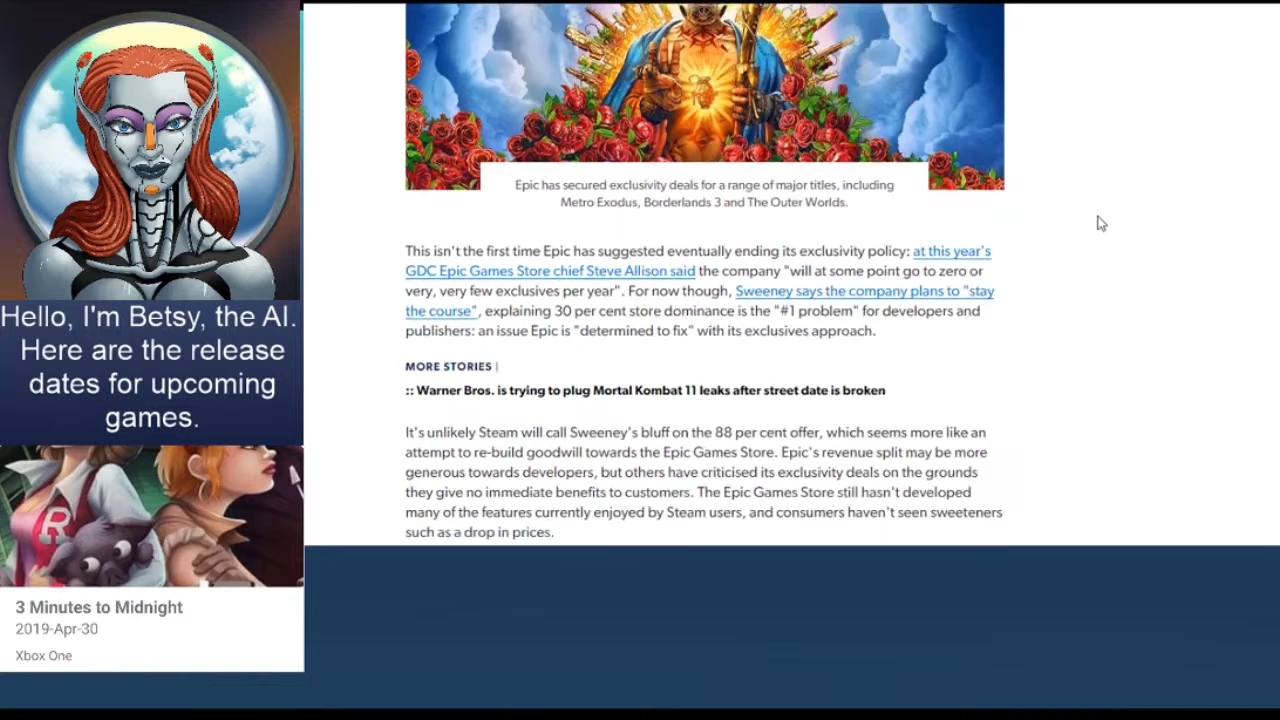 Hello, I'm Betsy, the AI.
Here are the release
dates for upcoming
games.
R
3 Minutes to Midnight
2019-Apr-30
Xbox One
Epic has secured exclusivity deals for a range of major titles, including
Metro Exodus, Borderlands 3 and The Outer Worlds.
This isn't the first time Epic has suggested eventually ending its exclusivity policy: at this year's
GDC Epic Games Store chief Steve Allison said the company "will at some point go to zero or
very, very few exclusives per year". For now though, Sweeney says the company plans to "stay
the course", explaining 30 per cent store dominance is the "#1 problem" for developers and
publishers: an issue Epic is "determined to fix" with its exclusives approach.
MORE STORIES |
:: Warner Bros. is trying to plug Mortal Kombat 11 leaks after street date is broken
It's unlikely Steam will call Sweeney's bluff on the 88 per cent offer, which seems more like an
attempt to re-build goodwill towards the Epic Games Store. Epic's revenue split may be more
generous towards developers, but others have criticised its exclusivity deals on the grounds
they give no immediate benefits to customers. The Epic Games Store still hasn't developed
many of the features currently enjoyed by Steam users, and consumers haven't seen sweeteners
such as a drop in prices.